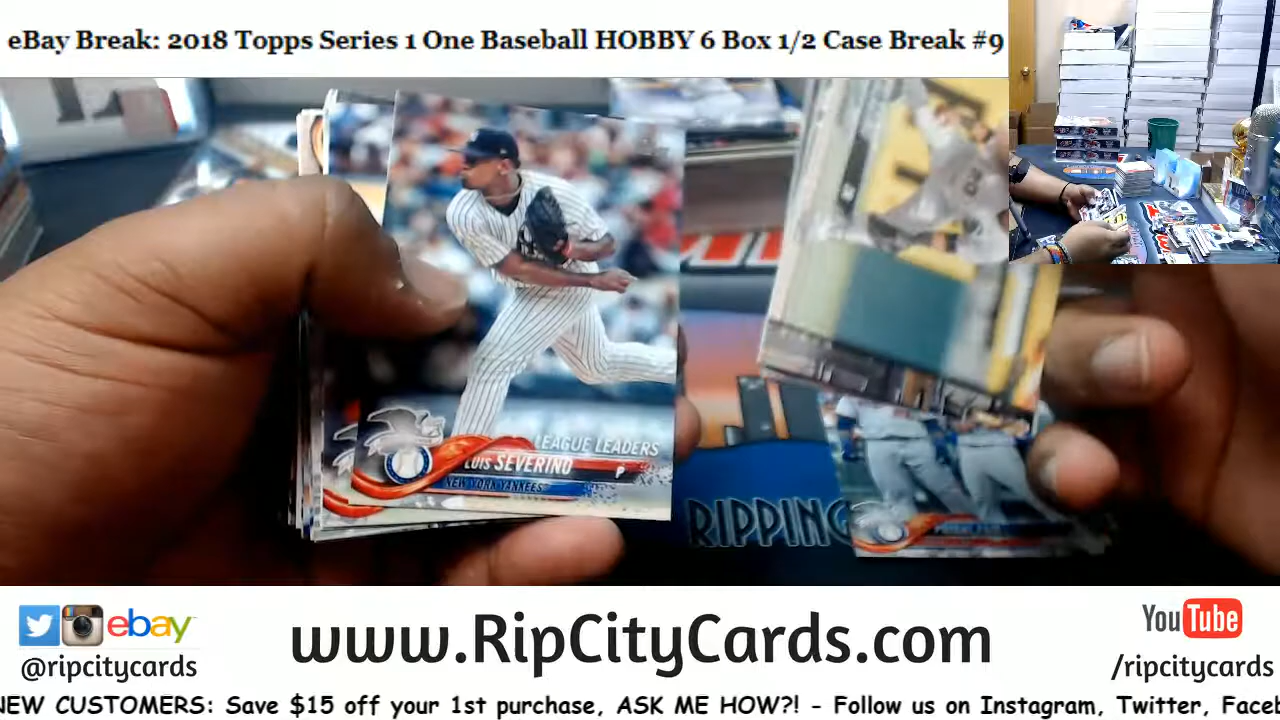 eBay Break: 2018 Topps Series 1 One Baseball HOBBY 6 Box 1/2 Case Break #9
LEAGUE LEADERS
LUIS SEVERINO P
NEW YORK YANKEES
RIPPING
ebay
@ripcitycards
www.RipCityCards.com
YouTube
/ripcitycards
NEW CUSTOMERS: Save $15 off your 1st purchase, ASK ME HOW?! - Follow us on Instagram, Twitter, Faceb